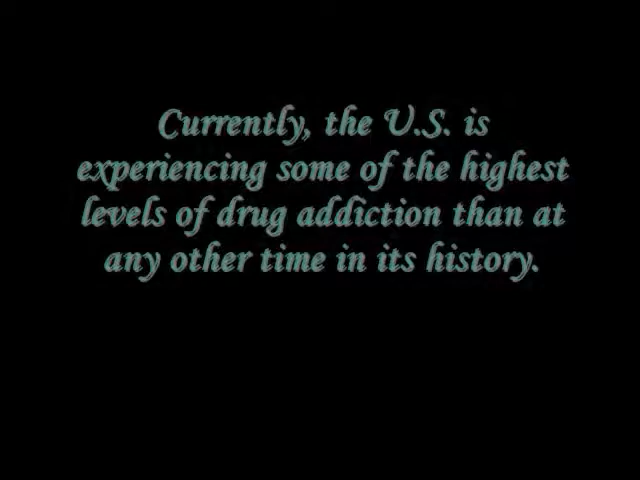 Currently, the U.S. is
experiencing some of the highest
levels of drug addiction than at
any other time in its history.